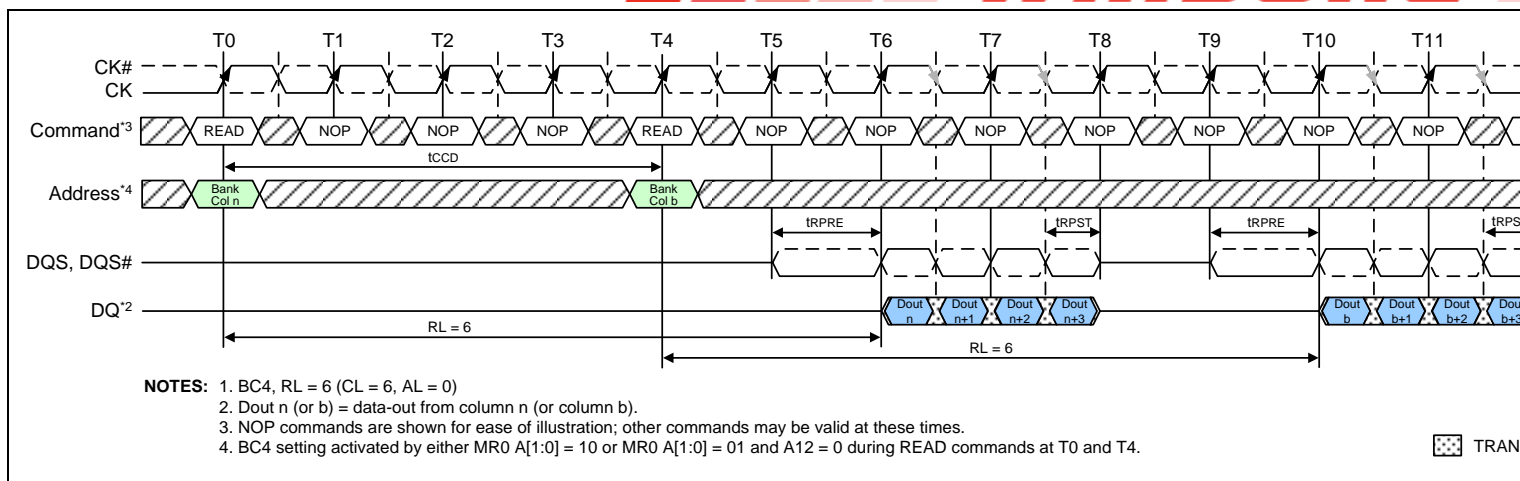 T0 T1 T2 T3 T4 T5 T6 T7 T8 T9 T10 T11
CK#
CK
Command*3 READ NOP NOP NOP READ NOP NOP NOP NOP NOP NOP NOP
tCCD
Address*4 Bank Col n Bank Col b
tRPRE tRPST tRPRE tRPS
DQS, DQS#
DQ*2 Dout n Dout n+1 Dout n+2 Dout n+3 Dout b Dout b+1 Dout b+2 Dout b+3
RL = 6
RL = 6
NOTES: 1. BC4, RL = 6 (CL = 6, AL = 0)
2. Dout n (or b) = data-out from column n (or column b).
3. NOP commands are shown for ease of illustration; other commands may be valid at these times.
4. BC4 setting activated by either MR0 A[1:0] = 10 or MR0 A[1:0] = 01 and A12 = 0 during READ commands at T0 and T4.
TRAN